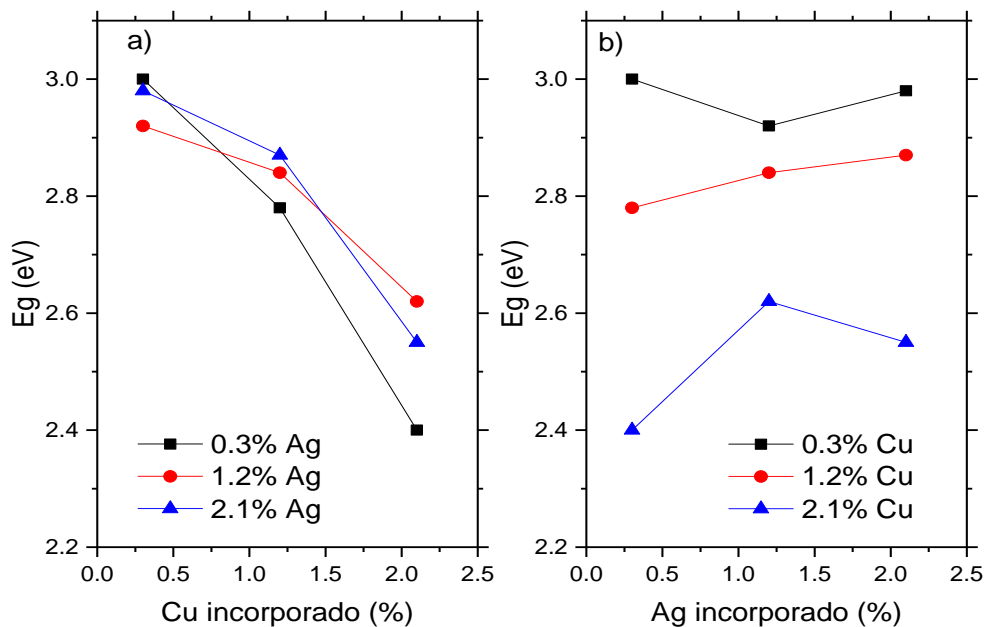 a)
Eg (eV)
3.0
2.8
2.6
2.4
2.2
0.0 0.5 1.0 1.5 2.0 2.5
Cu incorporado (%)
0.3% Ag
1.2% Ag
2.1% Ag
b)
Eg (eV)
3.0
2.8
2.6
2.4
2.2
0.0 0.5 1.0 1.5 2.0 2.5
Ag incorporado (%)
0.3% Cu
1.2% Cu
2.1% Cu